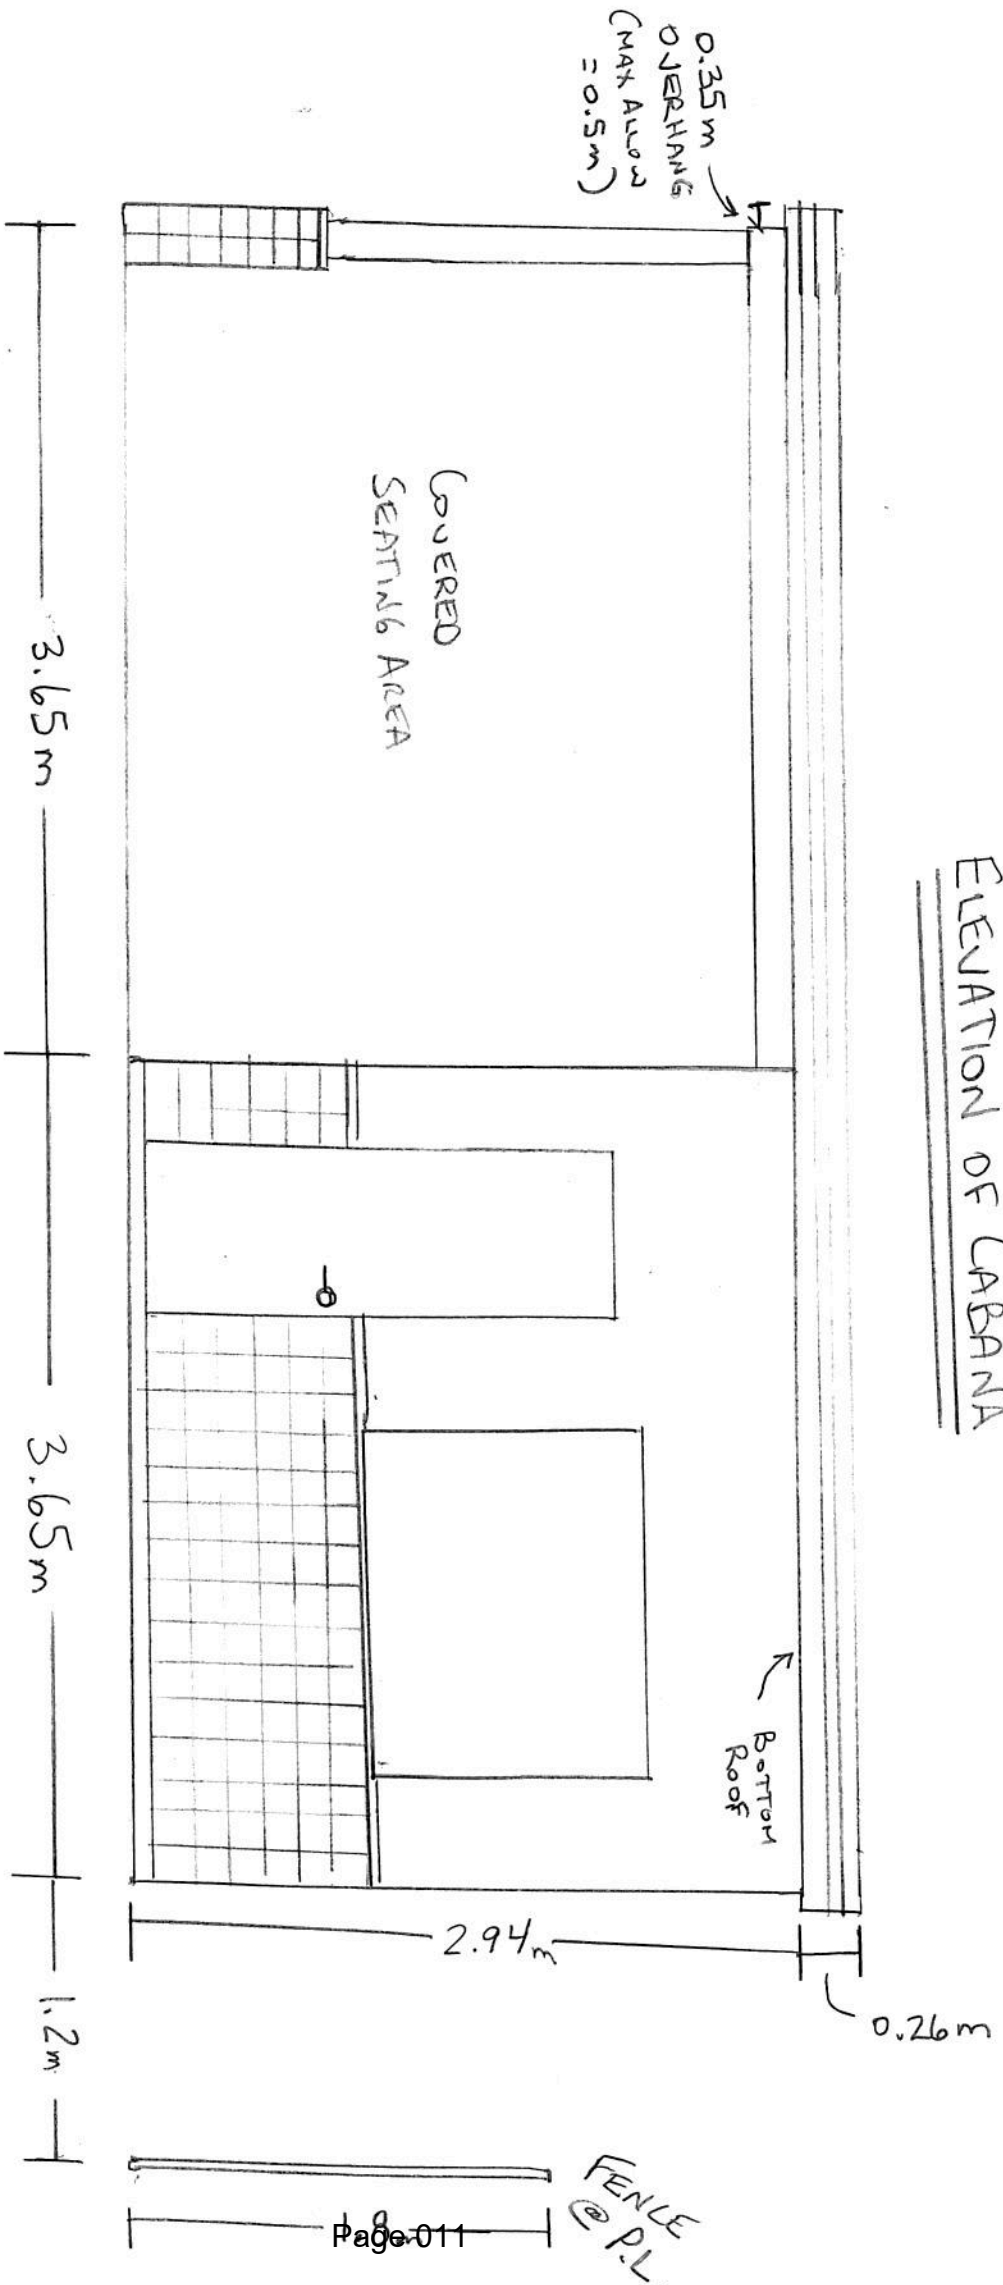 ELEVATION OF CABANA
0.35m
OVERHANG
(MAX ALLOW
= 0.5m)
COVERED
SEATING AREA
BOTTOM
ROOF
0.26m
2.94m
FENCE
@ P.L
3.65m
3.65m
1.2m
Page 011